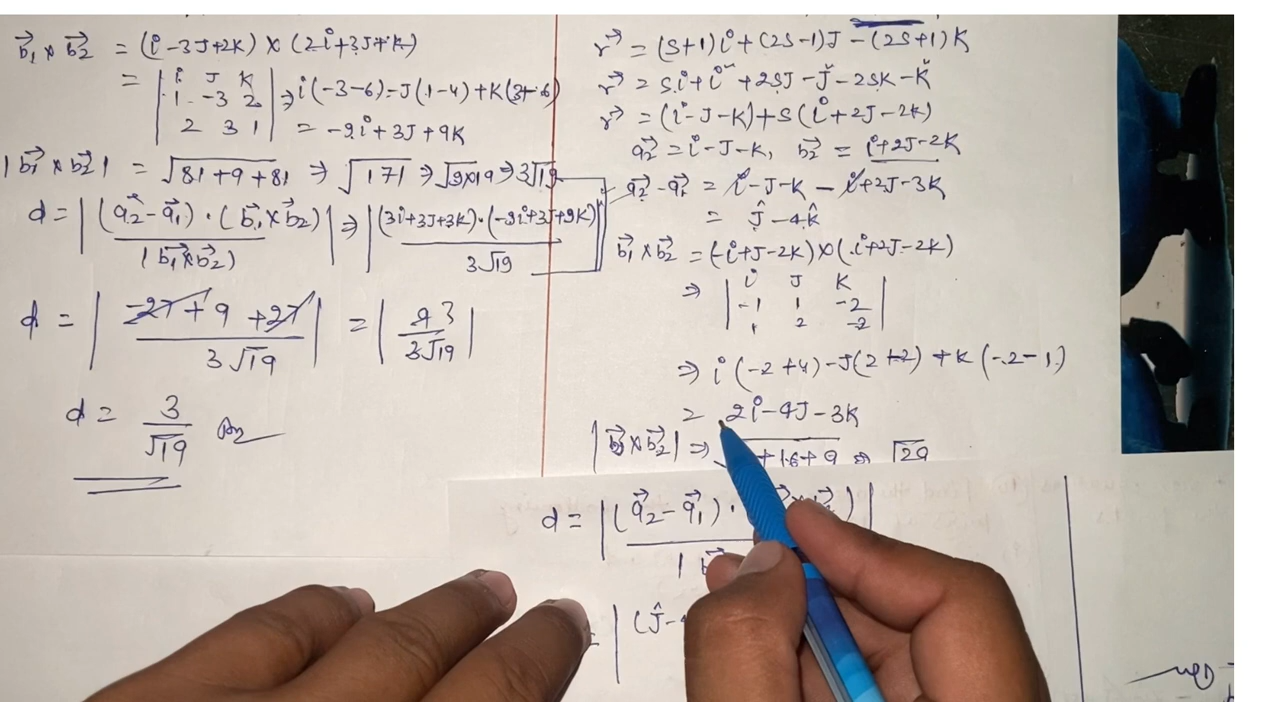 b₁⃗ × b₂⃗ = (i -3J+2K) × (2i+3J+K)
= | i J K |
| 1 -3 2 | ⇒ i(-3-6)-J(1-4)+K(3+6)
| 2 3 1 | = -9i+3J+9K
|b₁⃗ × b₂⃗| = √81+9+81 ⇒ √171 ⇒ √9×19 ⇒ 3√19
d = | (a₂⃗ - a₁⃗) · (b₁⃗ × b₂⃗) | ⇒ | (3i+3J+3K)·(-9i+3J+9K) |
|b₁⃗ × b₂⃗) 3√19
d = | -27 + 9 + 27 | = | 9 3 |
3√19 3√19
d = 3
√19 Ans
r⃗ = (S+1)i + (2S-1)J - (2S+1)K
r⃗ = Si+i+2SJ-J-2SK-K
r⃗ = (i-J-K)+S(i+2J-2K)
a₂⃗ = i-J-K, b₂⃗ = i+2J-2K
a₂⃗ - a₁⃗ = i-J-K - i+2J-3K
= Ĵ-4k̂
b₁⃗ × b₂⃗ = (-i+J-2K)×(i+2J-2K)
⇒ | i J K |
| -1 1 -2 |
| 1 2 -2 |
⇒ i(-2+4)-J(2+2)+K(-2-1)
= 2i-4J-3K
|b₁⃗ × b₂⃗| ⇒ +16+9 ⇒ √29
d = | (a₂⃗ - a₁⃗) · ) |
| b
= | (Ĵ-4
Ans